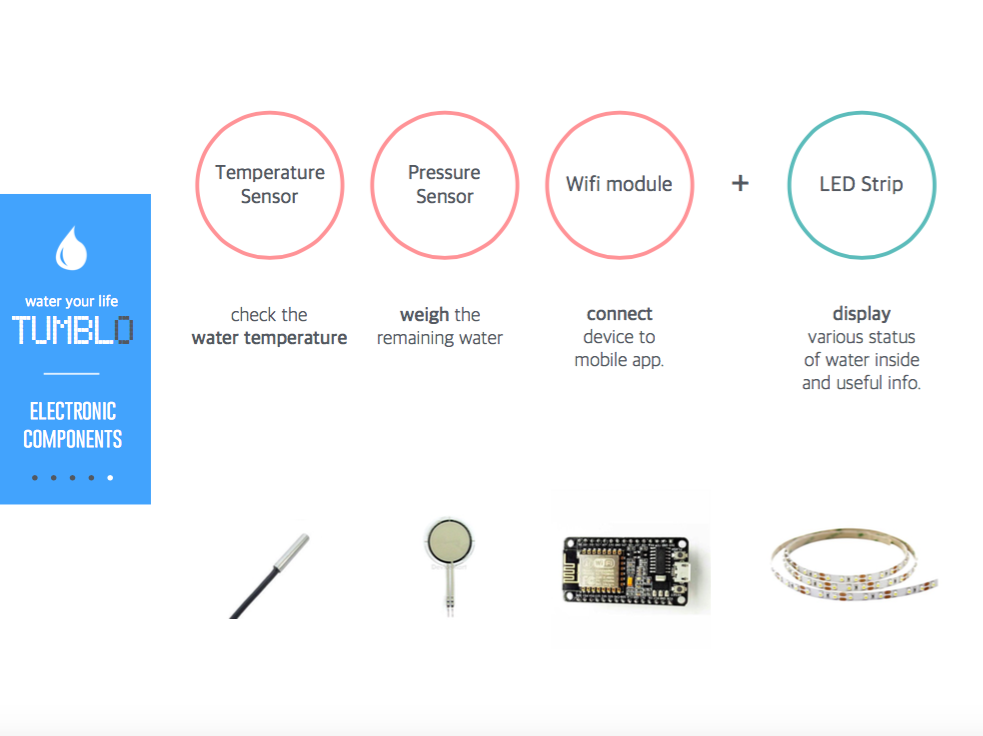 Temperature
Sensor
Pressure
Sensor
Wifi module
+
LED Strip
water your life
TUMBLO
ELECTRONIC
COMPONENTS
check the
water temperature
weigh the
remaining water
connect
device to
mobile app.
display
various status
of water inside
and useful info.